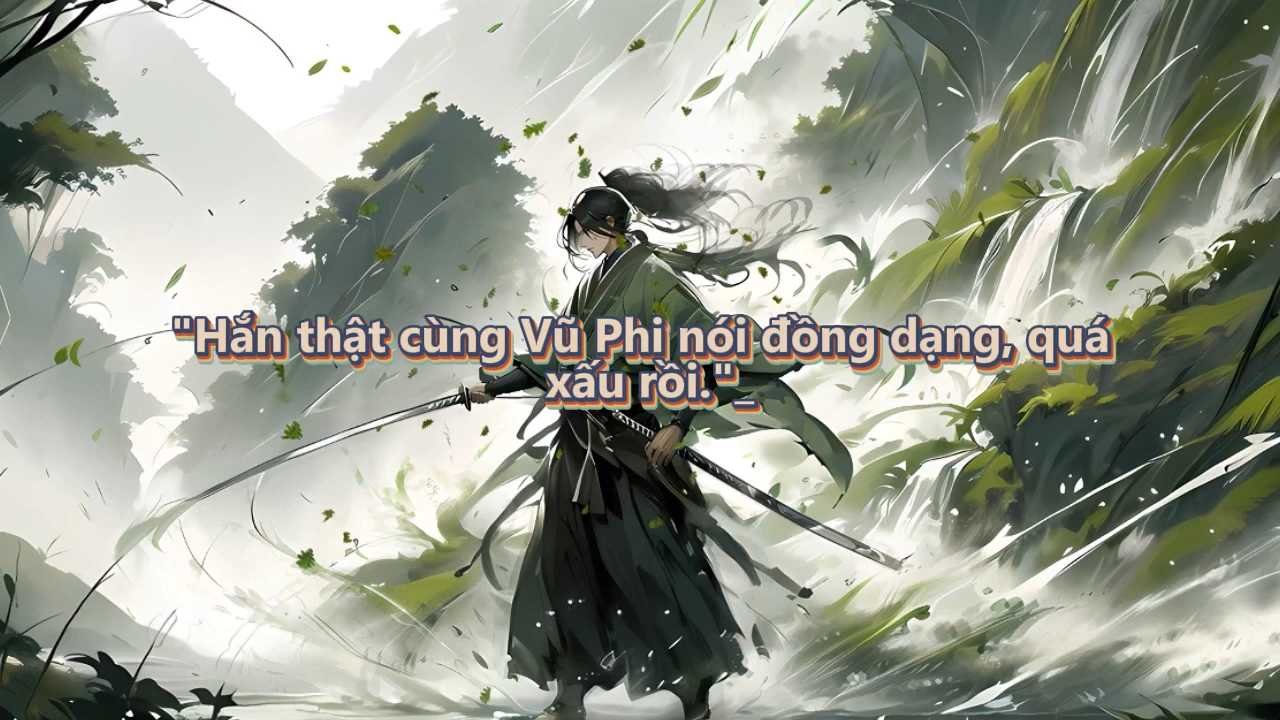 "Hắn thật cùng Vũ Phi nói đồng dạng, quá
xấu rồi."_